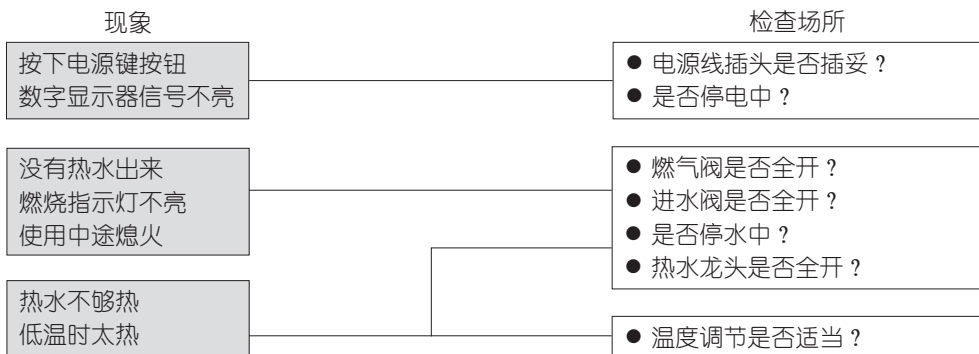 现象
检查场所
按下电源键按钮
数字显示器信号不亮
● 电源线插头是否插妥？
● 是否停电中？
没有热水出来
燃烧指示灯不亮
使用中途熄火
● 燃气阀是否全开？
● 进水阀是否全开？
● 是否停水中？
● 热水龙头是否全开？
热水不够热
低温时太热
● 温度调节是否适当？